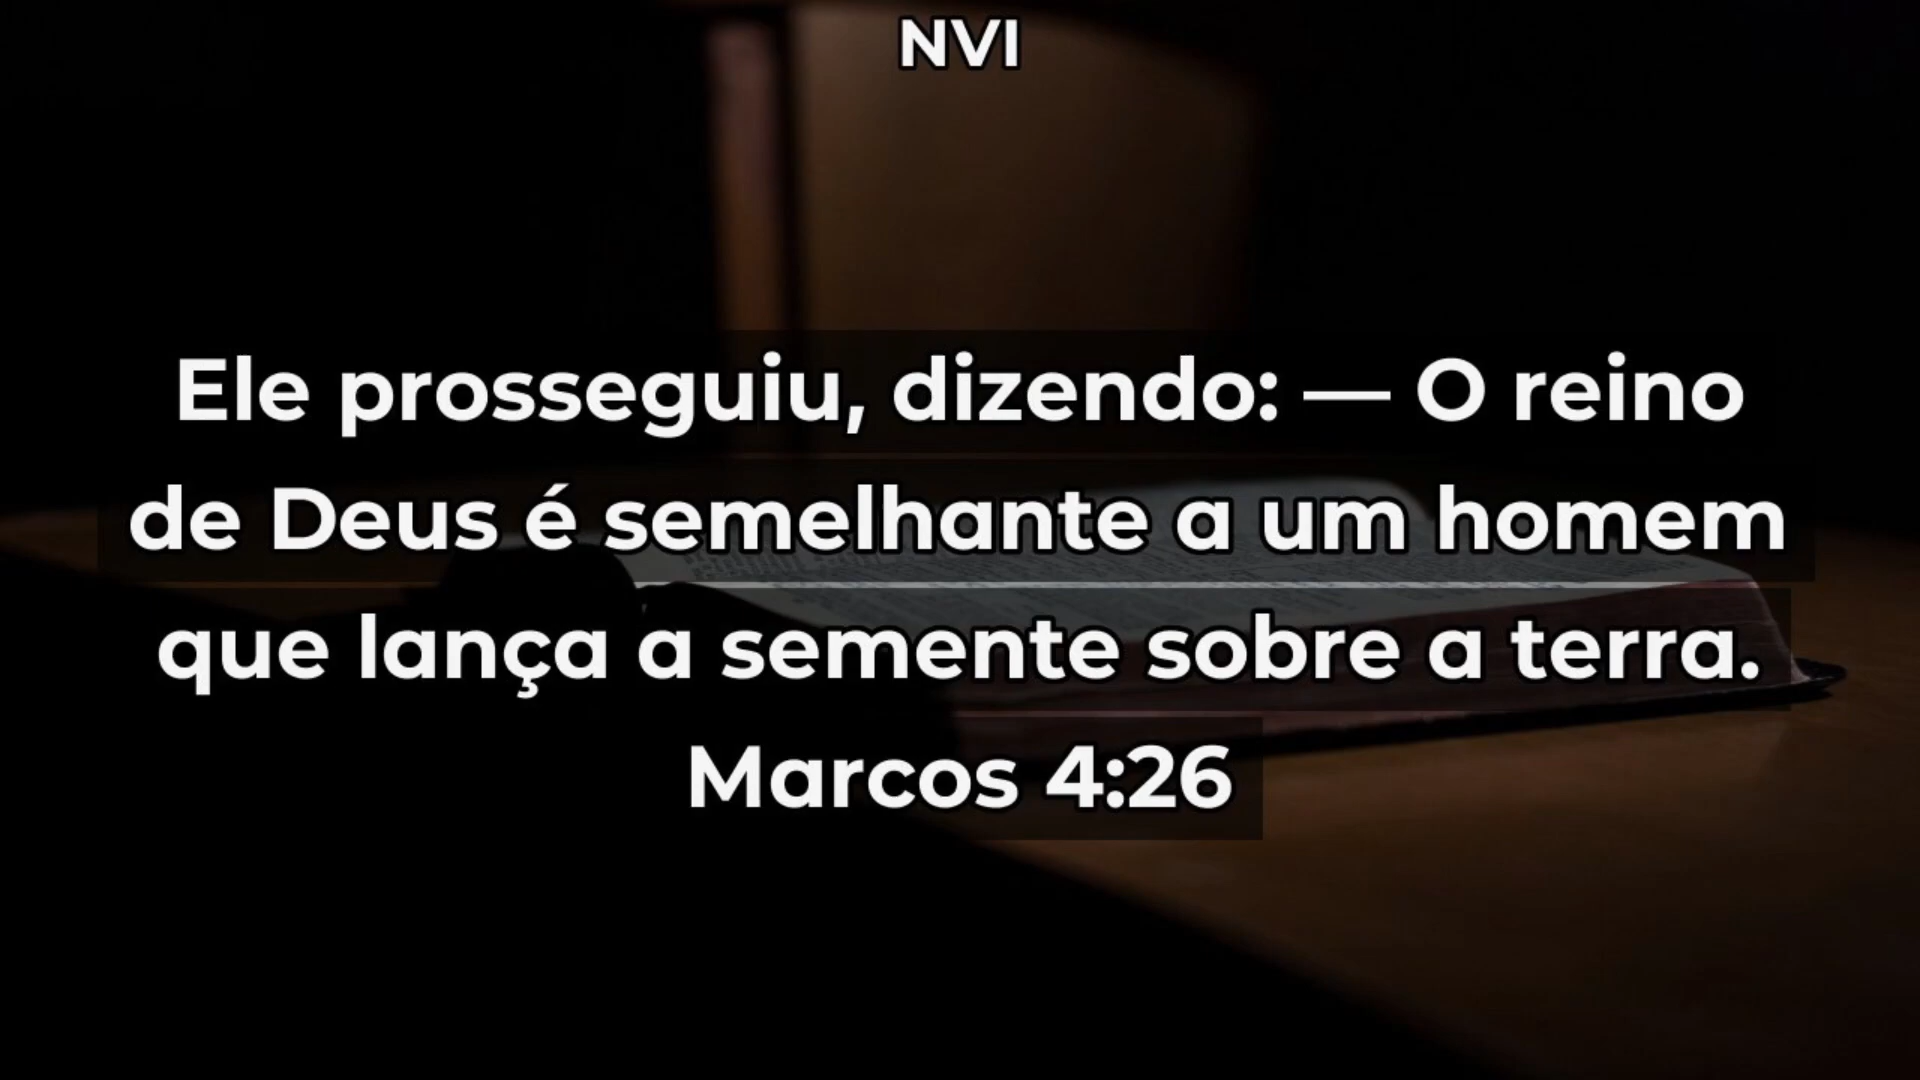 NVI
Ele prosseguiu, dizendo: — O reino
de Deus é semelhante a um homem
que lança a semente sobre a terra.
Marcos 4:26